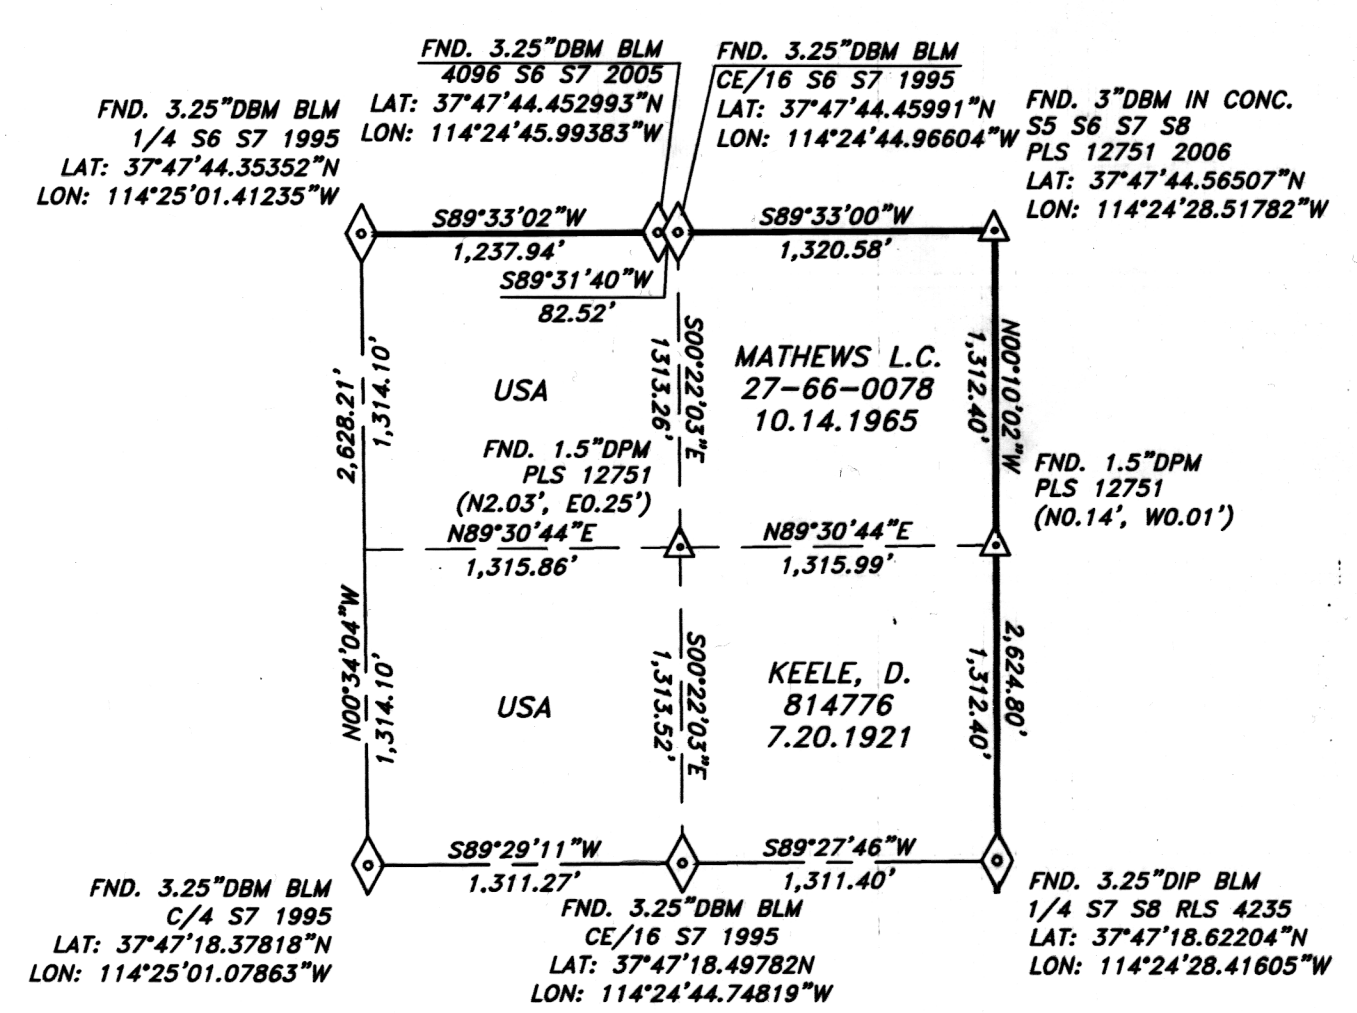 FND. 3.25"DBM BLM
4096 S6 S7 2005
LAT: 37°47'44.452993"N
LON: 114°24'45.99383"W
FND. 3.25"DBM BLM
CE/16 S6 S7 1995
LAT: 37°47'44.45991"N
LON: 114°24'44.96604"W
FND. 3.25"DBM BLM
1/4 S6 S7 1995
LAT: 37°47'44.35352"N
LON: 114°25'01.41235"W
FND. 3"DBM IN CONC.
S5 S6 S7 S8
PLS 12751 2006
LAT: 37°47'44.56507"N
LON: 114°24'28.51782"W
S89°33'02"W
1,237.94'
S89°31'40"W
82.52'
S89°33'00"W
1,320.58'
2,628.21'
1,314.10'
USA
S00°22'03"E
1313.26'
MATHEWS L.C.
27-66-0078
10.14.1965
N00°10'02"W
1,312.40'
FND. 1.5"DPM
PLS 12751
(N2.03', E0.25')
FND. 1.5"DPM
PLS 12751
(N0.14', W0.01')
N89°30'44"E
1,315.86'
N89°30'44"E
1,315.99'
N00°34'04"W
1,314.10'
USA
S00°22'03"E
1,313.52'
KEELE, D.
814776
7.20.1921
2,624.80'
1,312.40'
S89°29'11"W
1.311.27'
S89°27'46"W
1,311.40'
FND. 3.25"DBM BLM
C/4 S7 1995
LAT: 37°47'18.37818"N
LON: 114°25'01.07863"W
FND. 3.25"DBM BLM
CE/16 S7 1995
LAT: 37°47'18.49782N
LON: 114°24'44.74819"W
FND. 3.25"DIP BLM
1/4 S7 S8 RLS 4235
LAT: 37°47'18.62204"N
LON: 114°24'28.41605"W